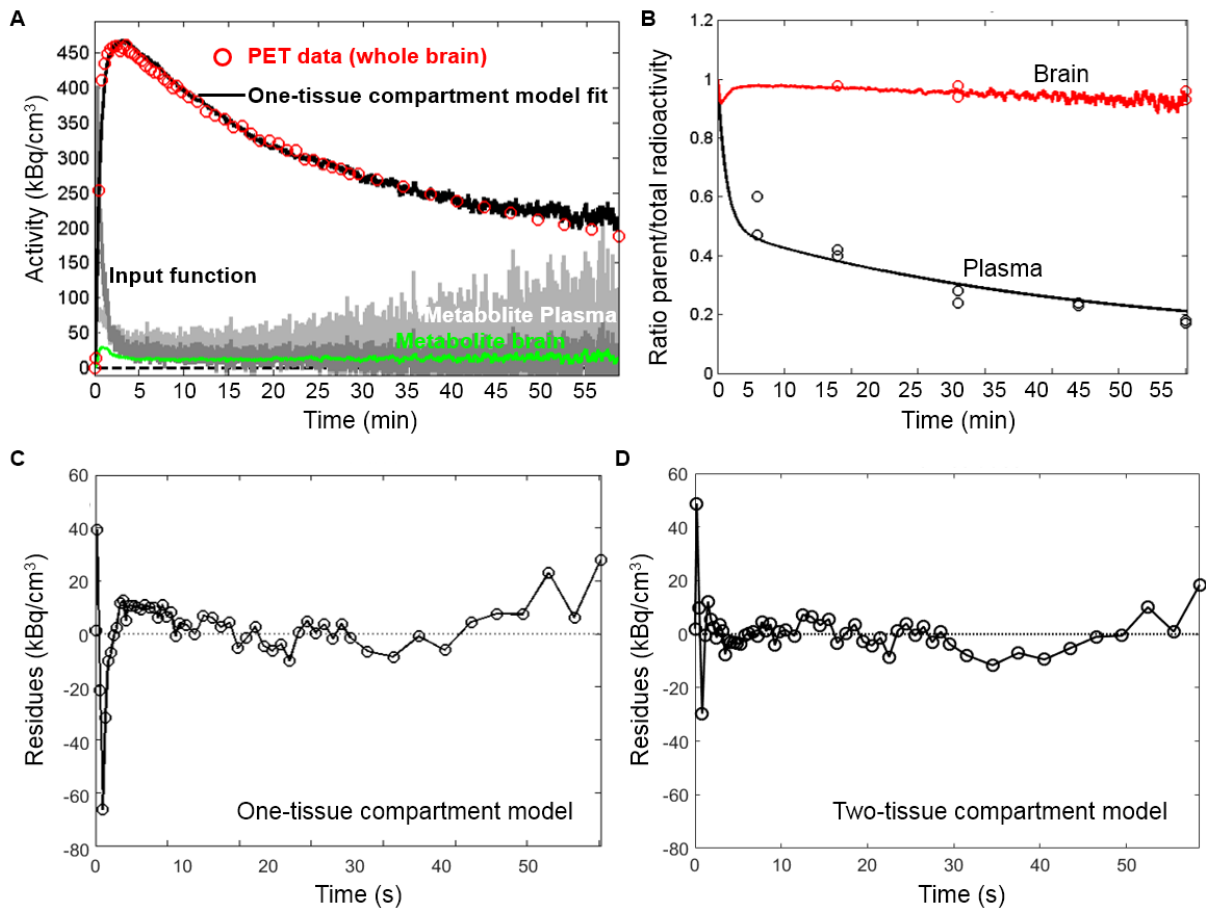 A
Activity (kBq/cm³)
450
400
350
300
250
200
150
100
50
0
PET data (whole brain)
One-tissue compartment model fit
Input function
Metabolite Plasma
Metabolite brain
0 5 10 15 20 25 30 35 40 45 50 55
Time (min)
B
Ratio parent/total radioactivity
1.2
1
0.8
0.6
0.4
0.2
0
Brain
Plasma
0 5 10 15 20 25 30 35 40 45 50 55
Time (min)
C
Residues (kBq/cm³)
60
40
20
0
-20
-40
-60
-80
One-tissue compartment model
0 10 20 30 40 50
Time (s)
D
Residues (kBq/cm³)
60
40
20
0
-20
-40
-60
-80
Two-tissue compartment model
0 10 20 30 40 50
Time (s)